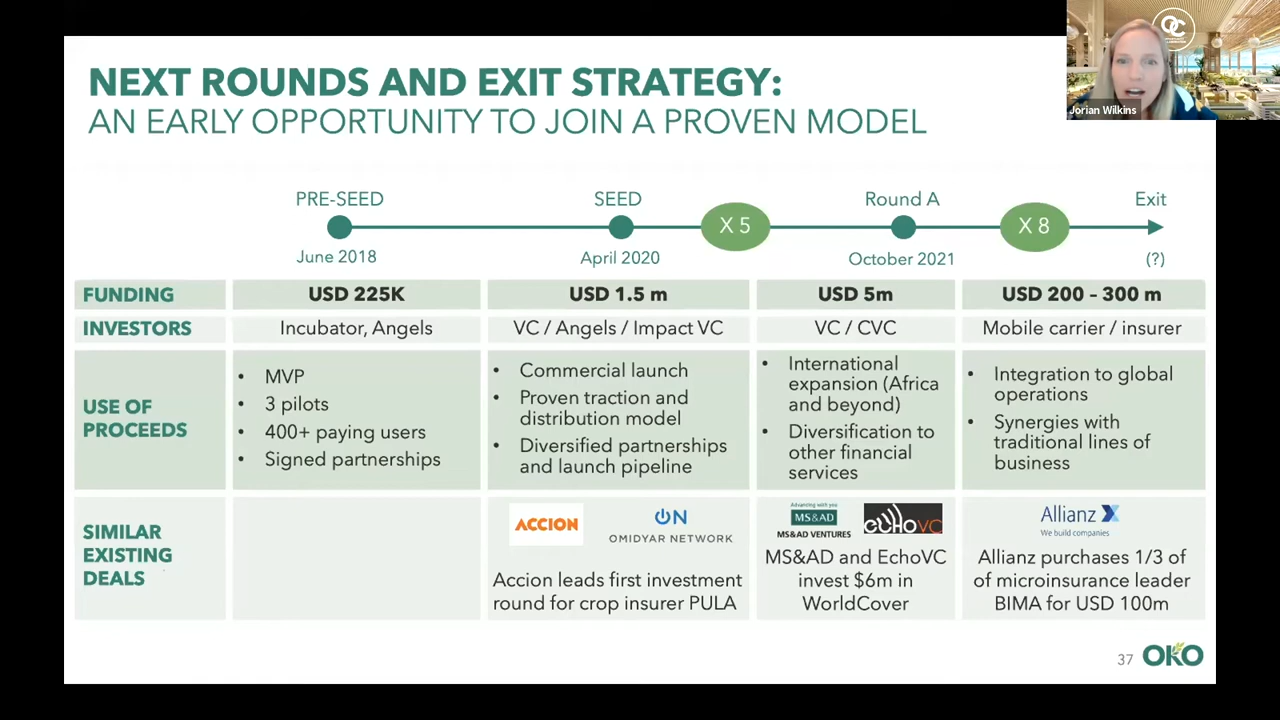 NEXT ROUNDS AND EXIT STRATEGY:
AN EARLY OPPORTUNITY TO JOIN A PROVEN MODEL
OC
Jorian Wilkins
PRE-SEED
SEED
Round A
Exit
X 5
X 8
June 2018
April 2020
October 2021
(?)
FUNDING
USD 225K
USD 1.5 m
USD 5m
USD 200 – 300 m
INVESTORS
Incubator, Angels
VC / Angels / Impact VC
VC / CVC
Mobile carrier / insurer
USE OF
PROCEEDS
• MVP
• 3 pilots
• 400+ paying users
• Signed partnerships
• Commercial launch
• Proven traction and
distribution model
• Diversified partnerships
and launch pipeline
• International
expansion (Africa
and beyond)
• Diversification to
other financial
services
• Integration to global
operations
• Synergies with
traditional lines of
business
SIMILAR
EXISTING
DEALS
ACCION
ON
OMIDYAR NETWORK
Accion leads first investment
round for crop insurer PULA
Advancing with you
MS&AD
MS&AD VENTURES
echovc
MS&AD and EchoVC
invest $6m in
WorldCover
Allianz X
We build companies
Allianz purchases 1/3 of
of microinsurance leader
BIMA for USD 100m
37
OKO